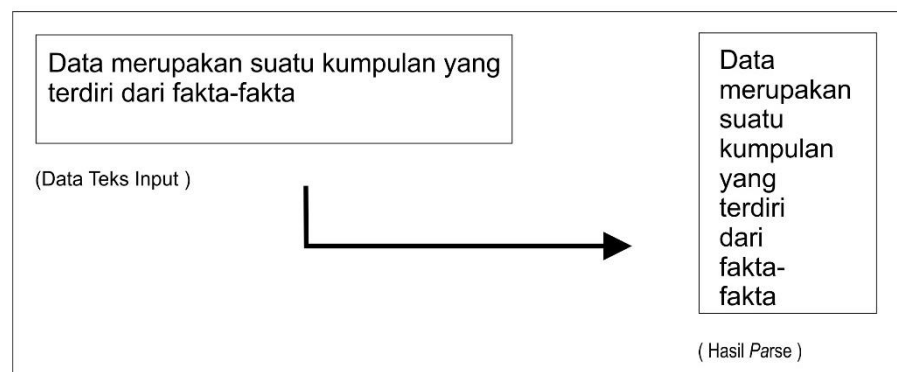 Data merupakan suatu kumpulan yang
terdiri dari fakta-fakta
(Data Teks Input )
Data
merupakan
suatu
kumpulan
yang
terdiri
dari
fakta-
fakta
( Hasil Parse )